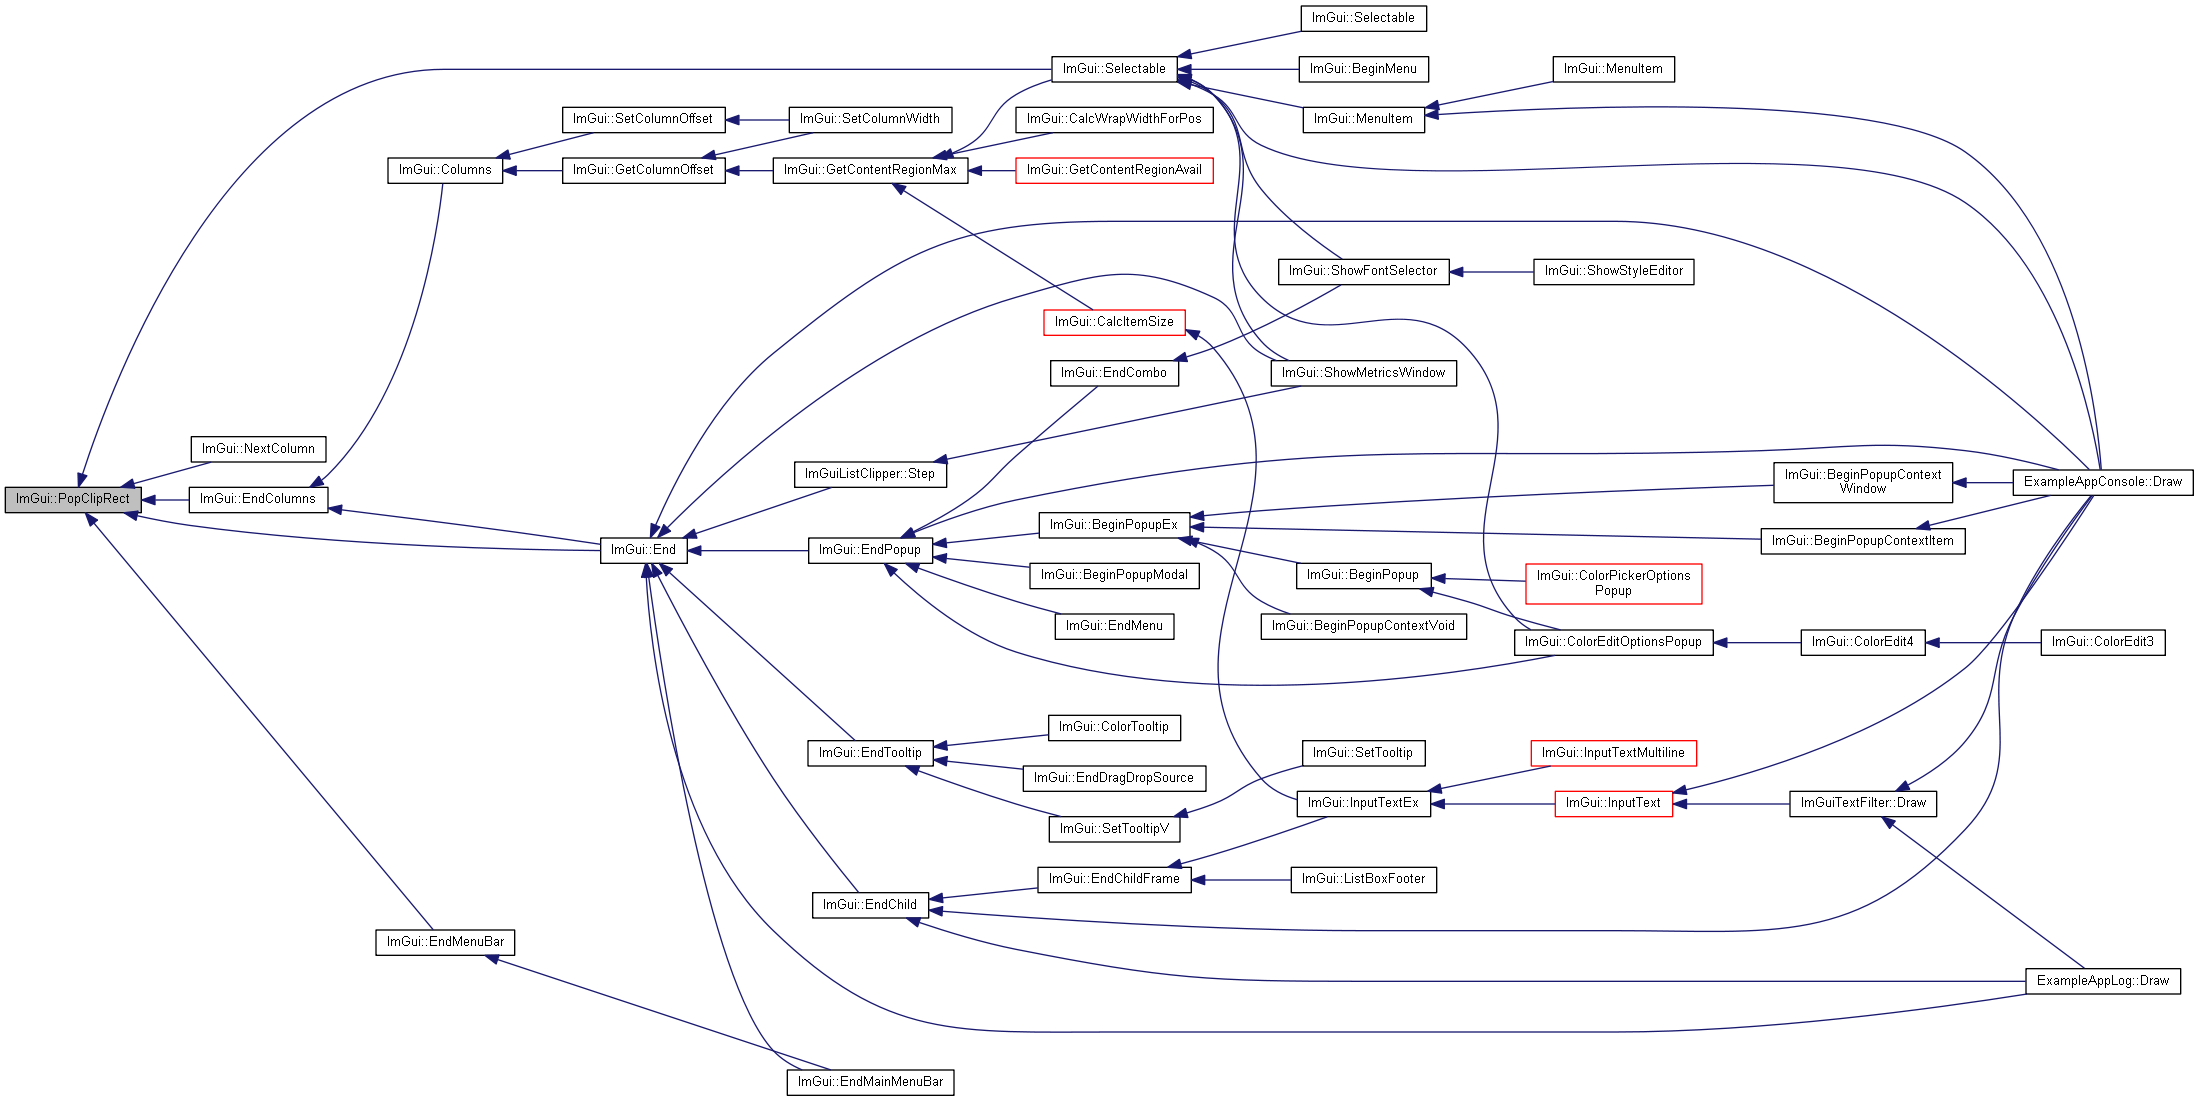 ImGui::PopClipRect
ImGui::NextColumn
ImGui::EndColumns
ImGui::EndMenuBar
ImGui::Columns
ImGui::SetColumnOffset
ImGui::GetColumnOffset
ImGui::End
ImGui::SetColumnWidth
ImGui::GetContentRegionMax
ImGuiListClipper::Step
ImGui::EndPopup
ImGui::EndTooltip
ImGui::EndChild
ImGui::EndMainMenuBar
ImGui::Selectable
ImGui::CalcWrapWidthForPos
ImGui::GetContentRegionAvail
ImGui::CalcItemSize
ImGui::EndCombo
ImGui::BeginPopupEx
ImGui::BeginPopupModal
ImGui::EndMenu
ImGui::ColorTooltip
ImGui::EndDragDropSource
ImGui::SetTooltipV
ImGui::EndChildFrame
ImGui::Selectable
ImGui::BeginMenu
ImGui::MenuItem
ImGui::ShowFontSelector
ImGui::ShowMetricsWindow
ImGui::BeginPopup
ImGui::BeginPopupContextVoid
ImGui::SetTooltip
ImGui::InputTextEx
ImGui::ListBoxFooter
ImGui::MenuItem
ImGui::ShowStyleEditor
ImGui::ColorPickerOptions
Popup
ImGui::ColorEditOptionsPopup
ImGui::InputTextMultiline
ImGui::InputText
ImGui::BeginPopupContext
Window
ImGui::BeginPopupContextItem
ImGui::ColorEdit4
ImGuiTextFilter::Draw
ExampleAppConsole::Draw
ImGui::ColorEdit3
ExampleAppLog::Draw